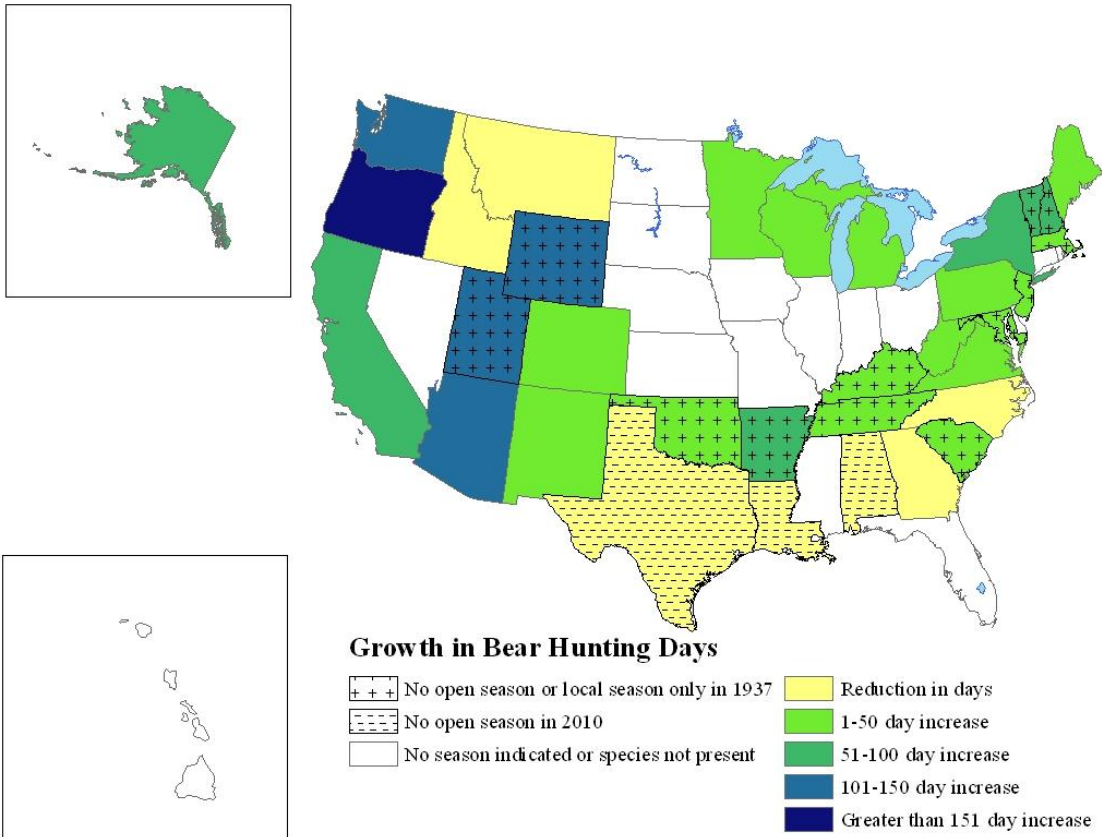 Growth in Bear Hunting Days
No open season or local season only in 1937
No open season in 2010
No season indicated or species not present
Reduction in days
1-50 day increase
51-100 day increase
101-150 day increase
Greater than 151 day increase